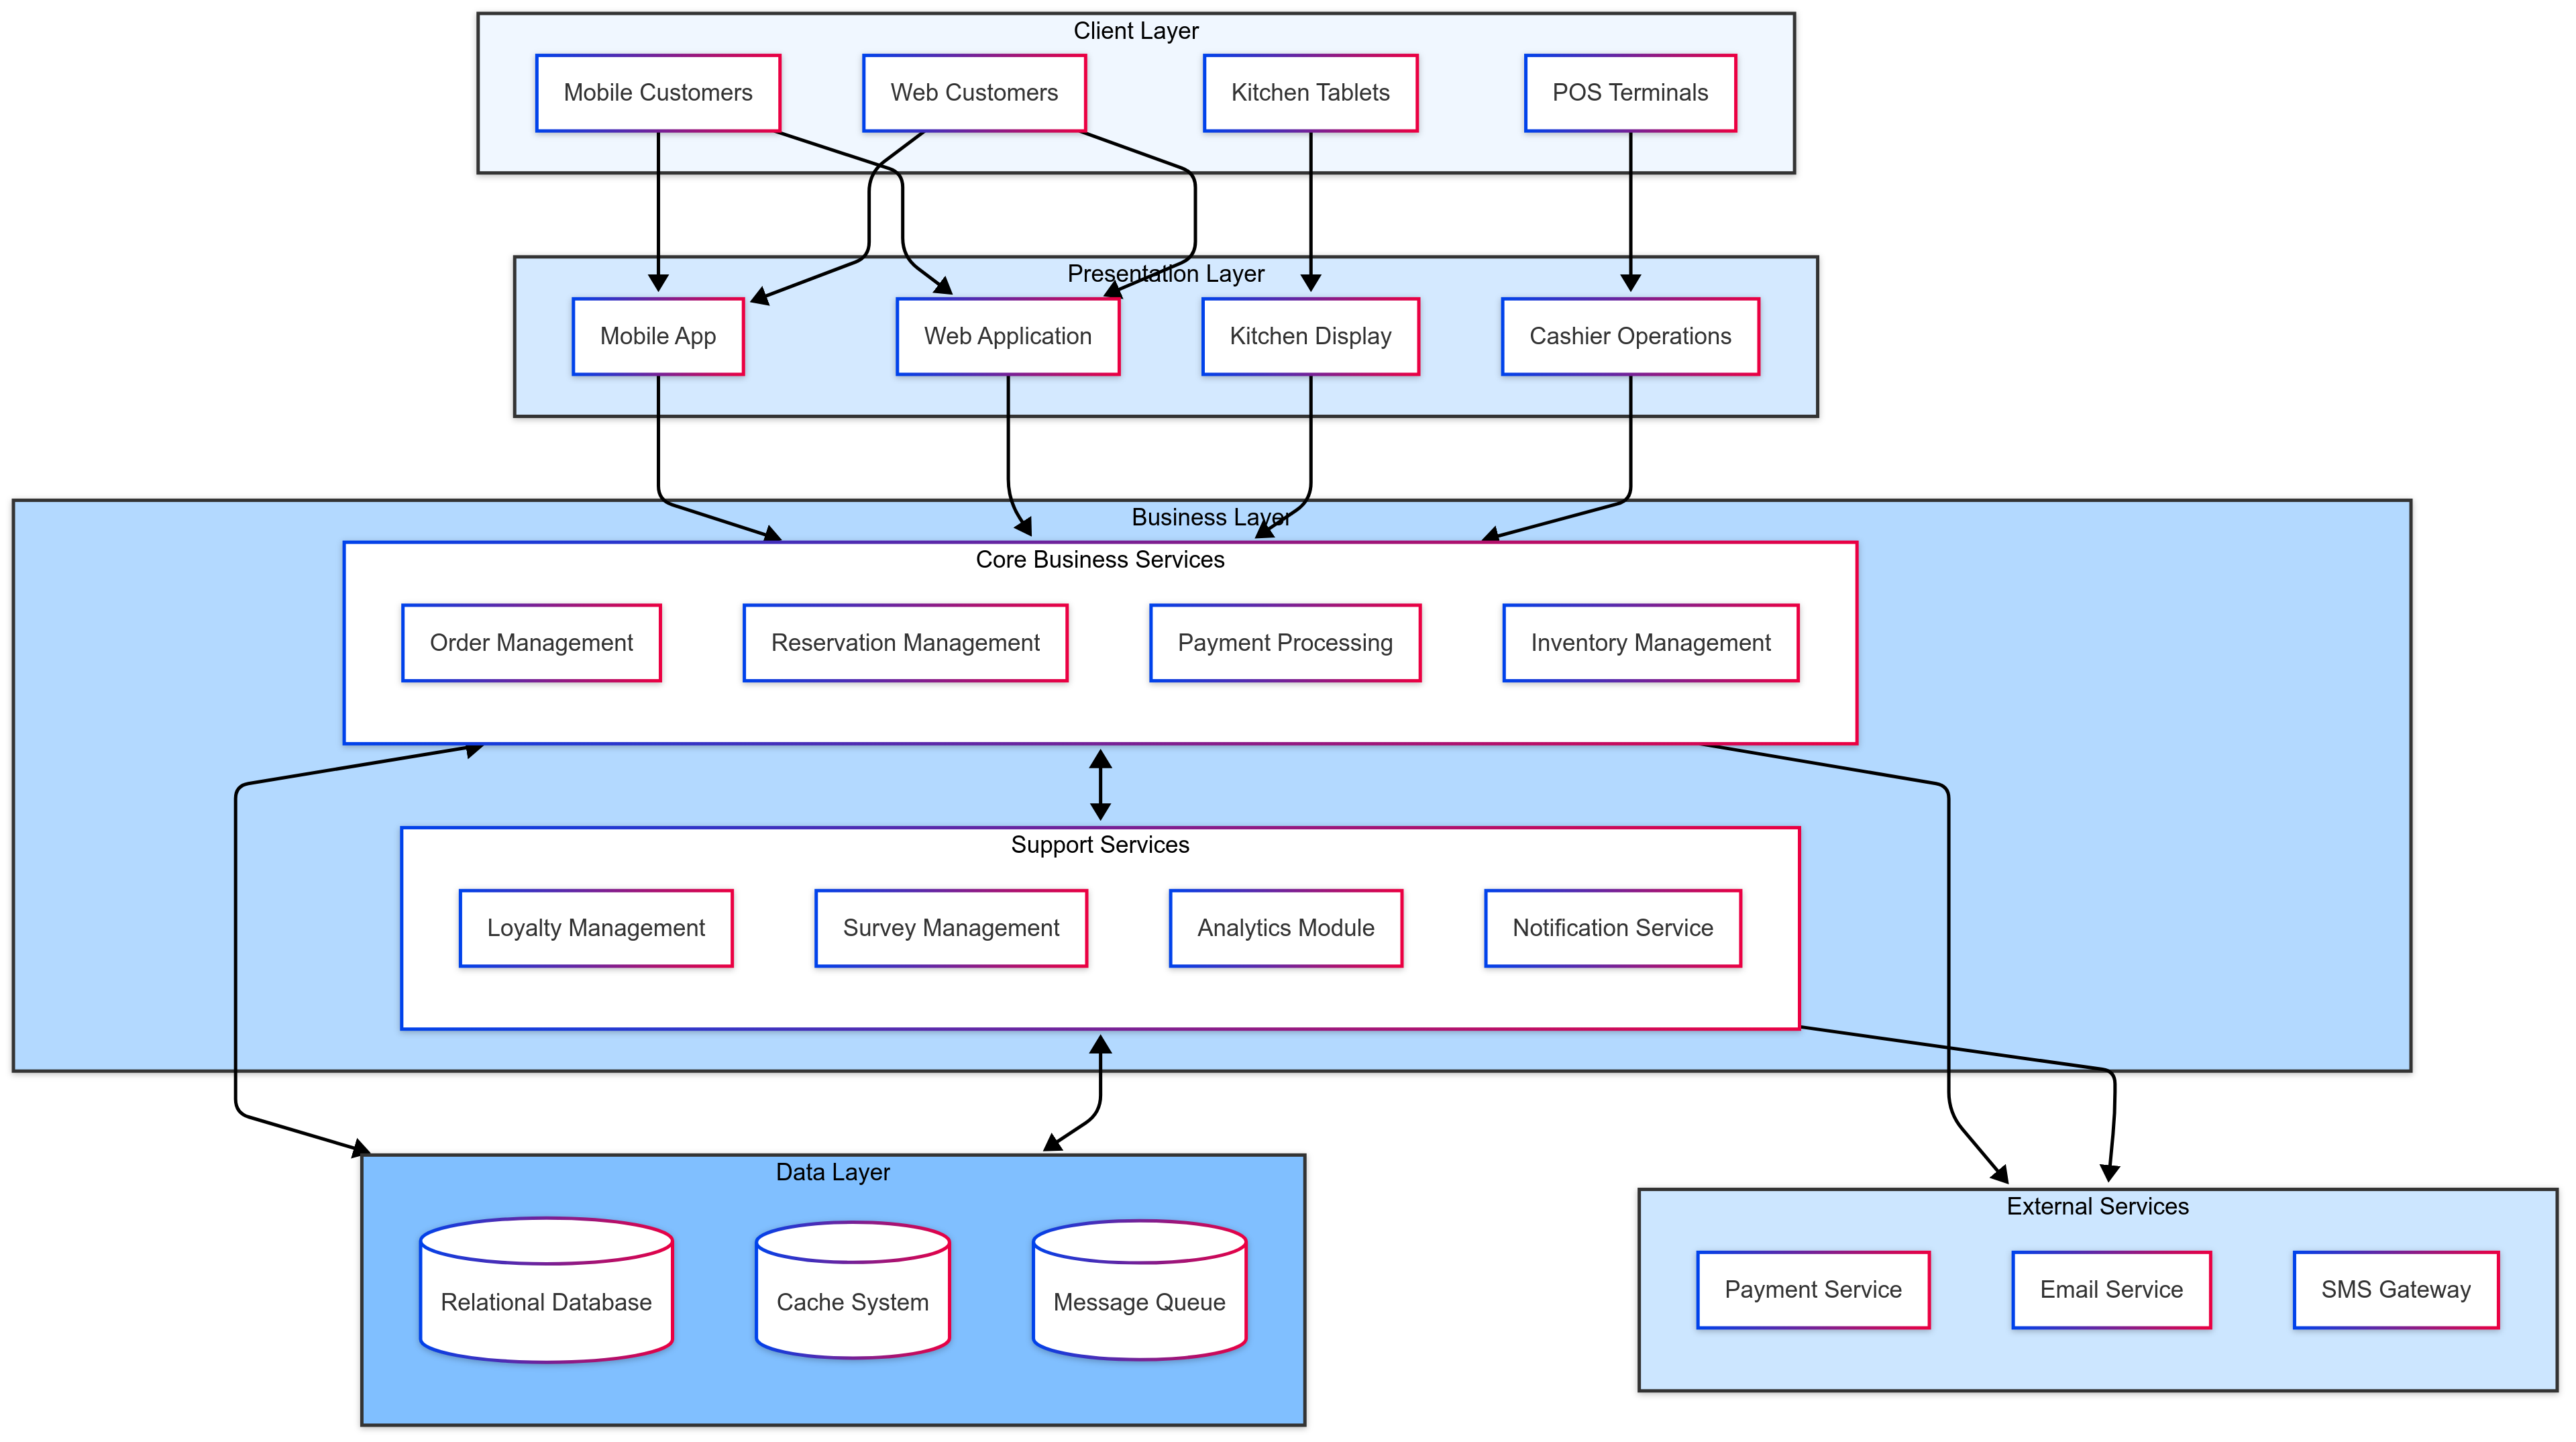 Client Layer
Mobile Customers
Web Customers
Kitchen Tablets
POS Terminals
Presentation Layer
Mobile App
Web Application
Kitchen Display
Cashier Operations
Business Layer
Core Business Services
Order Management
Reservation Management
Payment Processing
Inventory Management
Support Services
Loyalty Management
Survey Management
Analytics Module
Notification Service
Data Layer
Relational Database
Cache System
Message Queue
External Services
Payment Service
Email Service
SMS Gateway